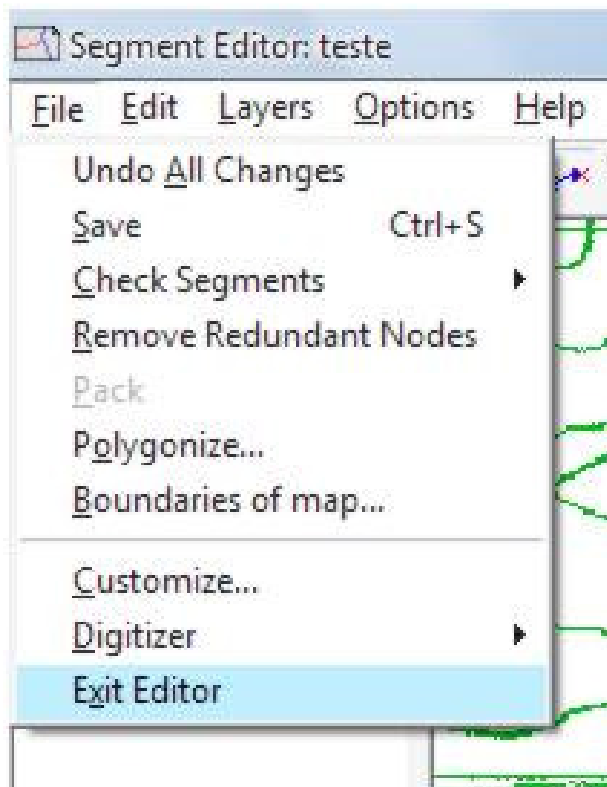 Segment Editor: teste
File Edit Layers Options Help
Undo All Changes
Save Ctrl+S
Check Segments
Remove Redundant Nodes
Pack
Polygonize...
Boundaries of map...
Customize...
Digitizer
Exit Editor